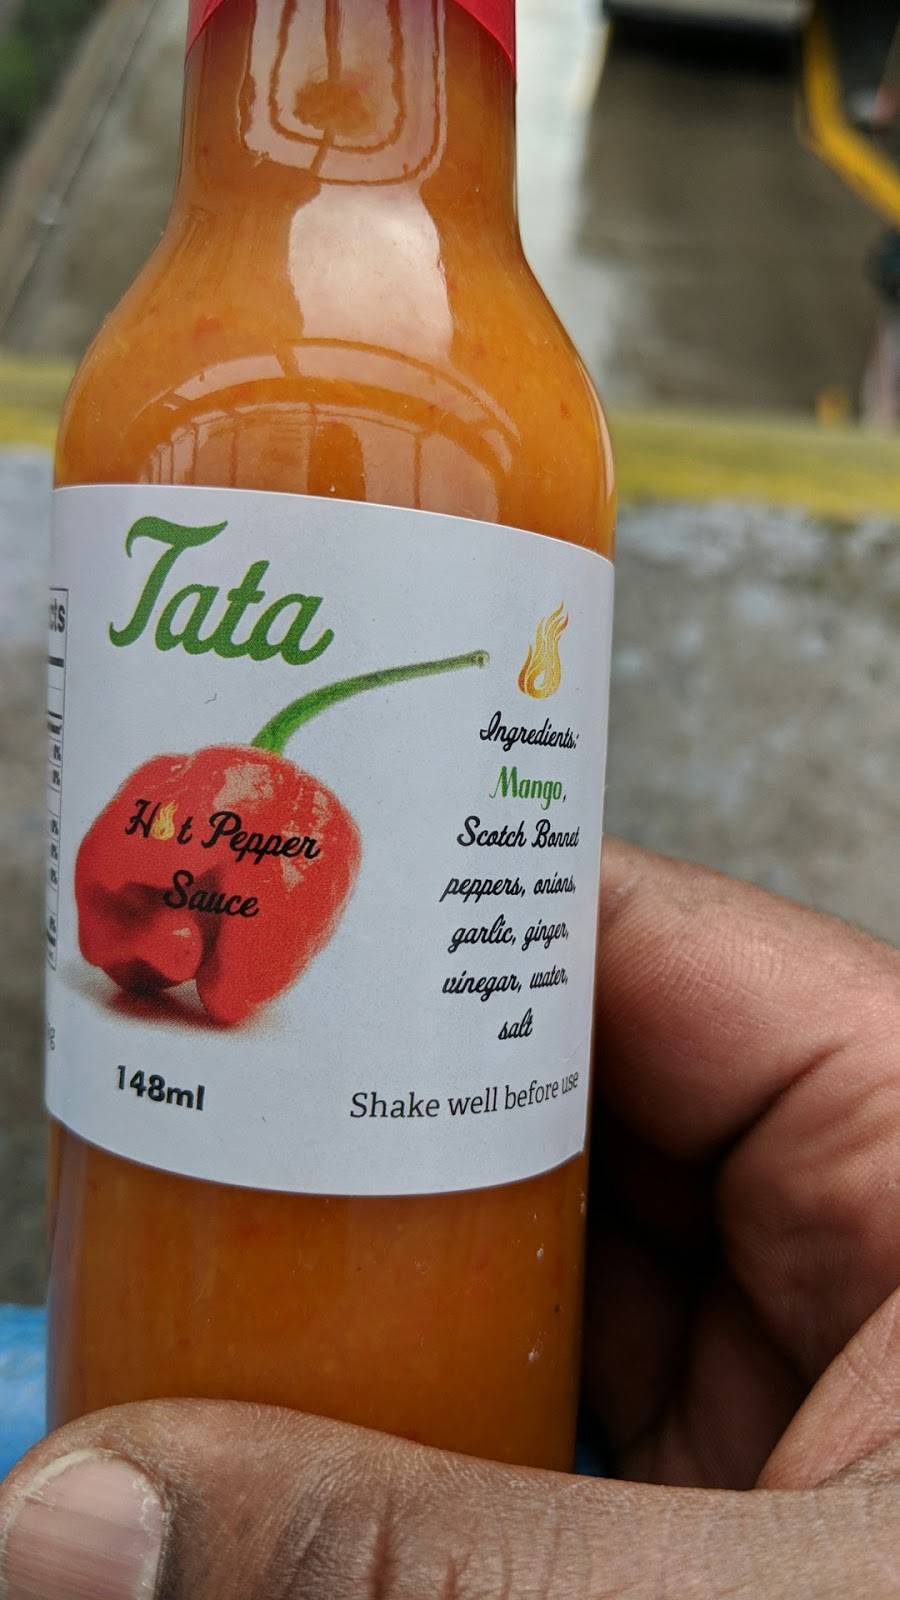 Tata
Hot Pepper
Sauce
148ml
Ingredients:
Mango,
Scotch Bonnet
peppers, onions,
garlic, ginger,
vinegar, water,
salt
Shake well before use